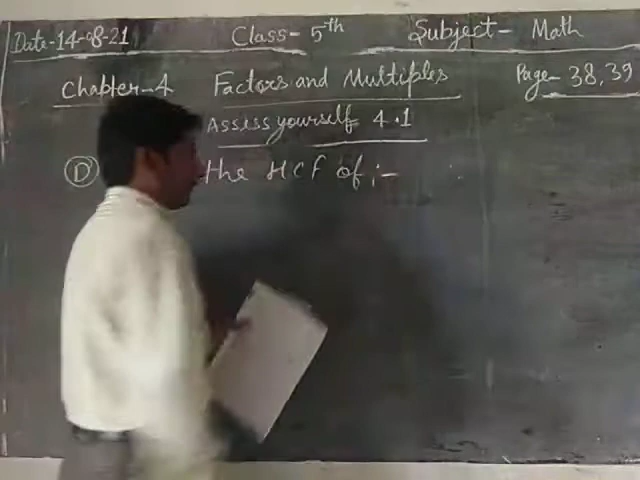 Date-14-08-21 Class- 5th Subject- Math
Chapter-4 Factors and Multiples Page- 38,39
Assess yourself 4.1
D the HCF of :-